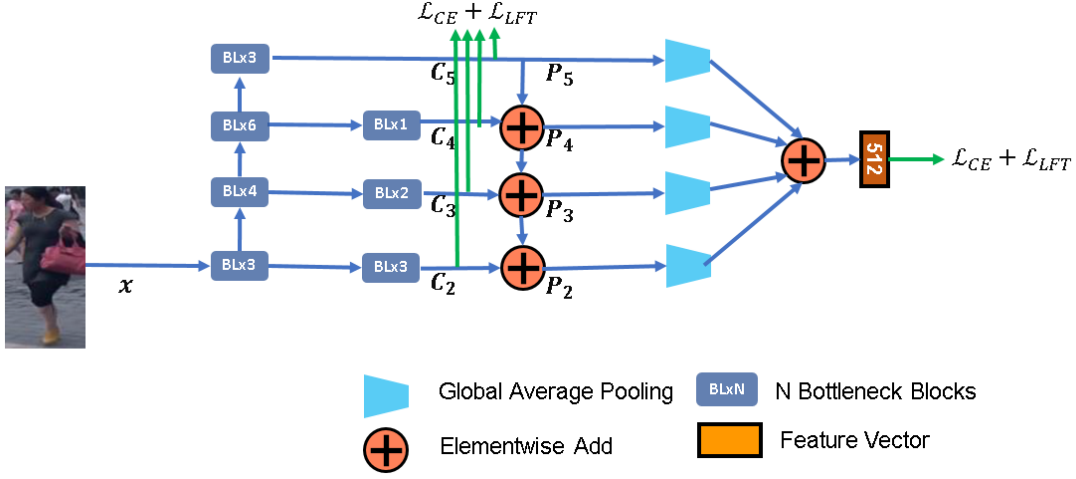 ℒ_CE + ℒ_LFT
BLx3
C_5
P_5
BLx6
BLx1
C_4
P_4
512
ℒ_CE + ℒ_LFT
BLx4
BLx2
C_3
P_3
BLx3
BLx3
C_2
P_2
x
Global Average Pooling
BLxN
N Bottleneck Blocks
Elementwise Add
Feature Vector